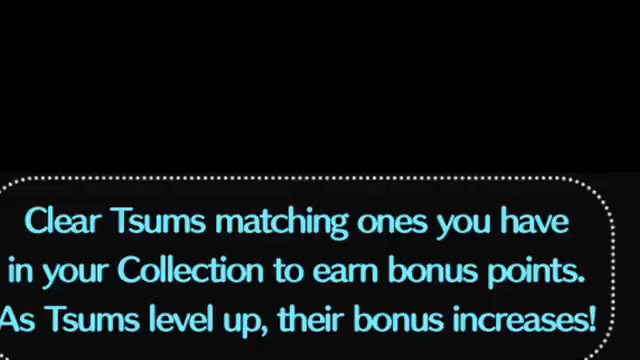 Clear Tsums matching ones you have
in your Collection to earn bonus points.
As Tsums level up, their bonus increases!